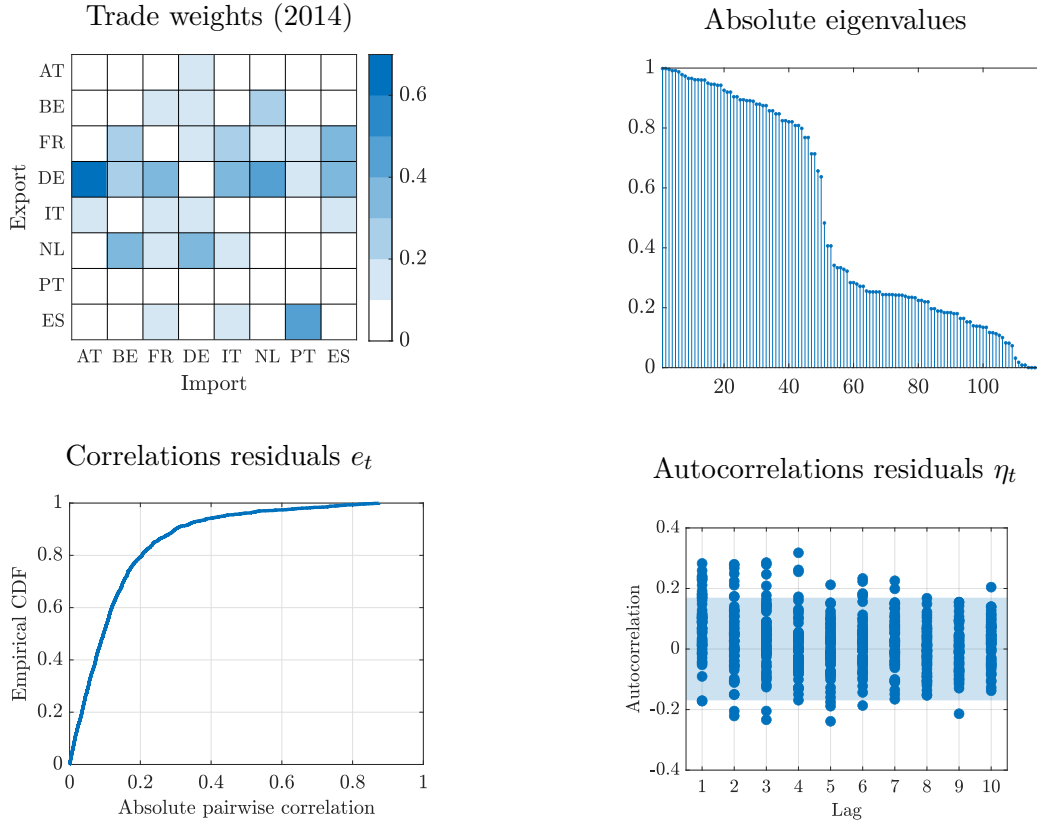 Trade weights (2014)
AT
BE
FR
DE
IT
NL
PT
ES
Export
AT BE FR DE IT NL PT ES
Import
0.6
0.4
0.2
0
Absolute eigenvalues
1
0.8
0.6
0.4
0.2
0
20 40 60 80 100
Correlations residuals e_t
1
0.8
0.6
0.4
0.2
0
Empirical CDF
0 0.2 0.4 0.6 0.8 1
Absolute pairwise correlation
Autocorrelations residuals η_t
0.4
0.2
0
-0.2
-0.4
Autocorrelation
1 2 3 4 5 6 7 8 9 10
Lag